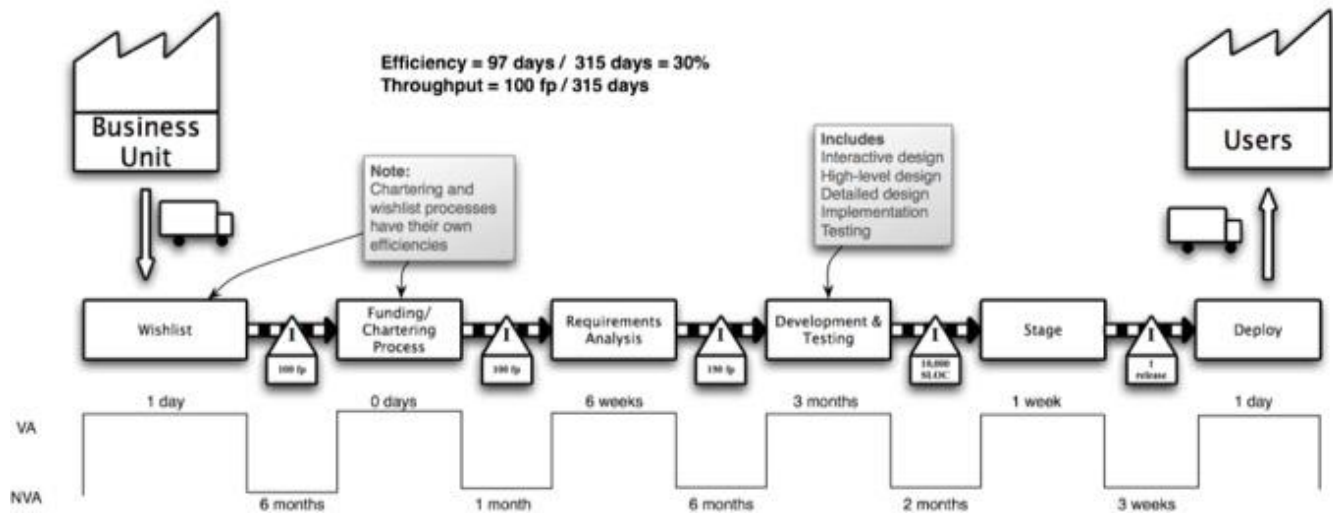 Efficiency = 97 days / 315 days = 30%
Throughput = 100 fp / 315 days
Business
Unit
Users
Note:
Chartering and
wishlist processes
have their own
efficiencies
Includes
Interactive design
High-level design
Detailed design
Implementation
Testing
Wishlist
I
100 fp
Funding/
Chartering
Process
I
100 fp
Requirements
Analysis
I
150 fp
Development &
Testing
I
10,000
SLOC
Stage
I
1
release
Deploy
VA
1 day
0 days
6 weeks
3 months
1 week
1 day
NVA
6 months
1 month
6 months
2 months
3 weeks